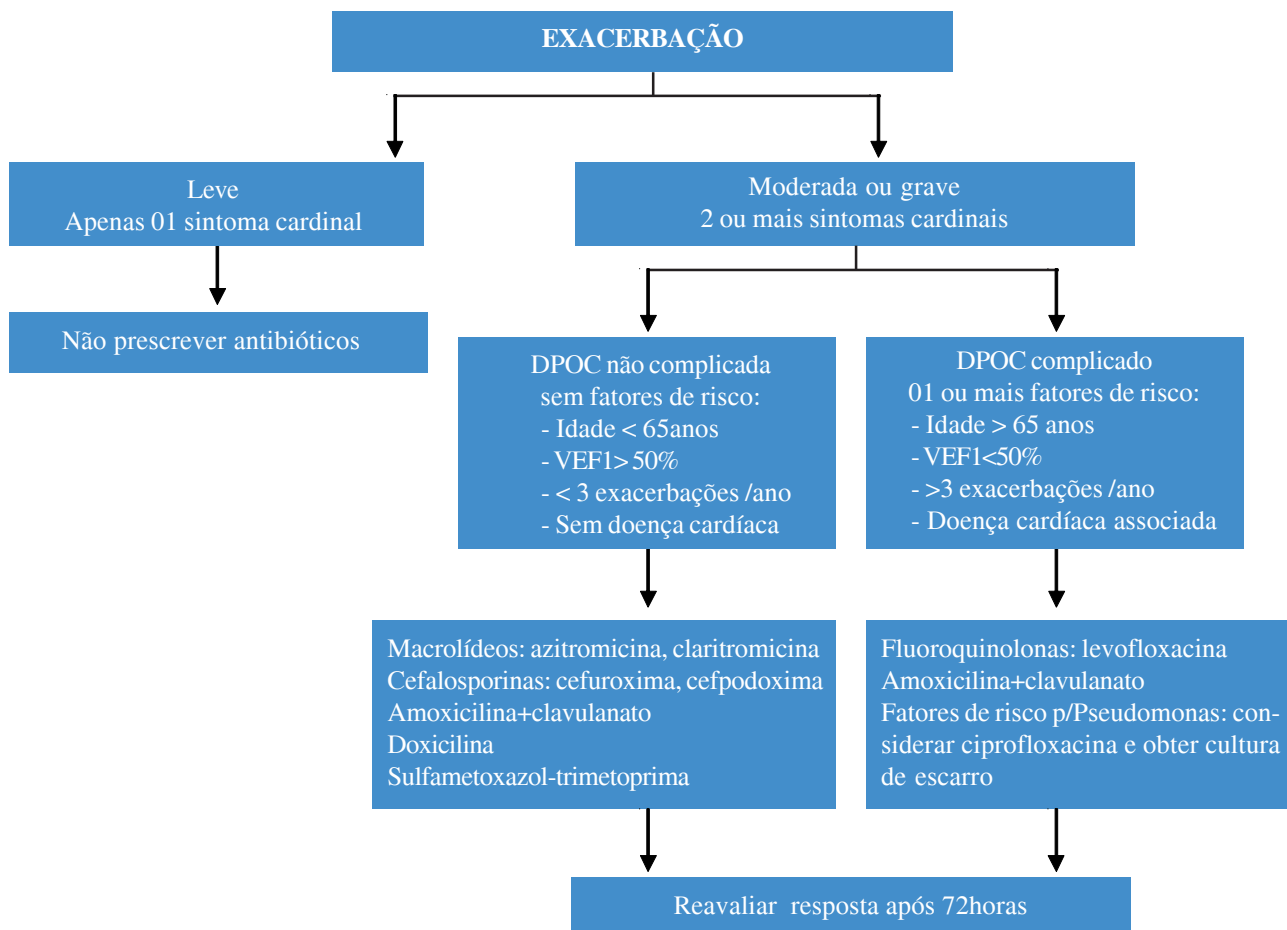 EXACERBAÇÃO
Leve
Apenas 01 sintoma cardinal
Moderada ou grave
2 ou mais sintomas cardinais
Não prescrever antibióticos
DPOC não complicada
sem fatores de risco:
- Idade < 65anos
- VEF1> 50%
- < 3 exacerbações /ano
- Sem doença cardíaca
DPOC complicado
01 ou mais fatores de risco:
- Idade > 65 anos
- VEF1<50%
- >3 exacerbações /ano
- Doença cardíaca associada
Macrolídeos: azitromicina, claritromicina
Cefalosporinas: cefuroxima, cefpodoxima
Amoxicilina+clavulanato
Doxicilina
Sulfametoxazol-trimetoprima
Fluoroquinolonas: levofloxacina
Amoxicilina+clavulanato
Fatores de risco p/Pseudomonas: con-
siderar ciprofloxacina e obter cultura
de escarro
Reavaliar resposta após 72horas